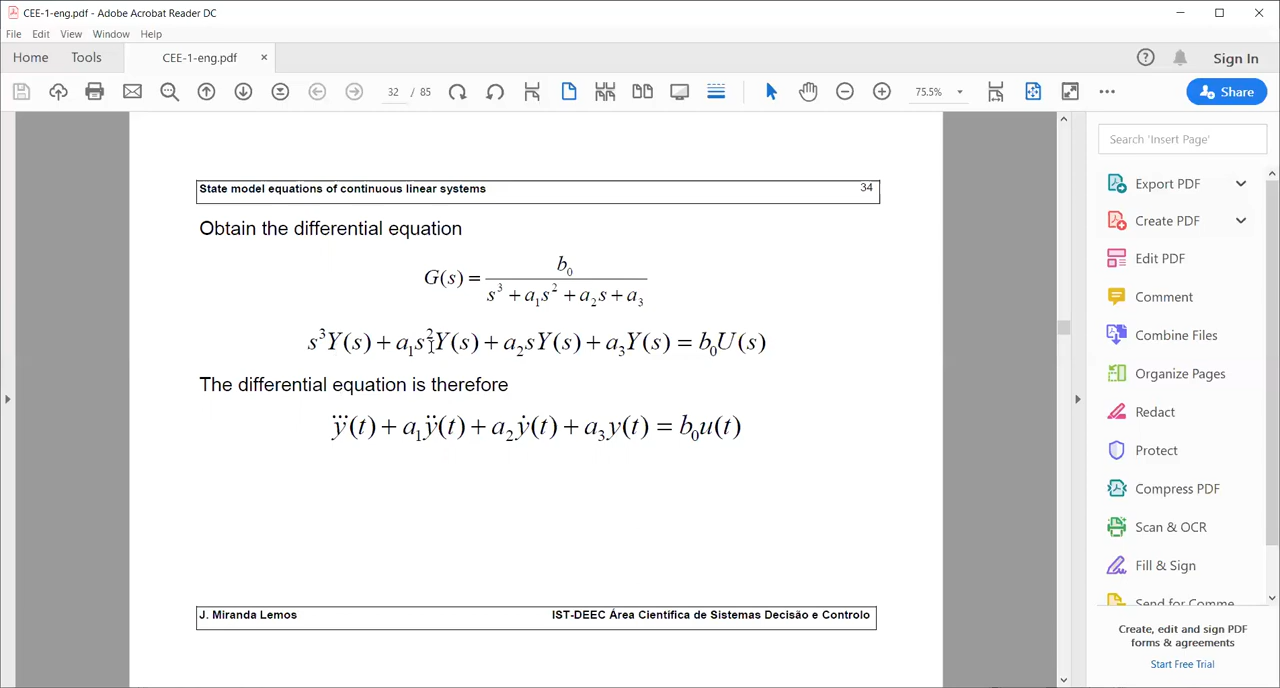 CEE-1-eng.pdf - Adobe Acrobat Reader DC
File Edit View Window Help
Home Tools CEE-1-eng.pdf × Sign In
32 / 85 75.5% Share
State model equations of continuous linear systems 34
Obtain the differential equation
G(s) = b₀ / (s³ + a₁s² + a₂s + a₃)
s³Y(s) + a₁s²Y(s) + a₂sY(s) + a₃Y(s) = b₀U(s)
The differential equation is therefore
y⃛(t) + a₁ÿ(t) + a₂ẏ(t) + a₃y(t) = b₀u(t)
J. Miranda Lemos IST-DEEC Área Científica de Sistemas Decisão e Controlo
Search 'Insert Page'
Export PDF
Create PDF
Edit PDF
Comment
Combine Files
Organize Pages
Redact
Protect
Compress PDF
Scan & OCR
Fill & Sign
Send for Comme
Create, edit and sign PDF
forms & agreements
Start Free Trial